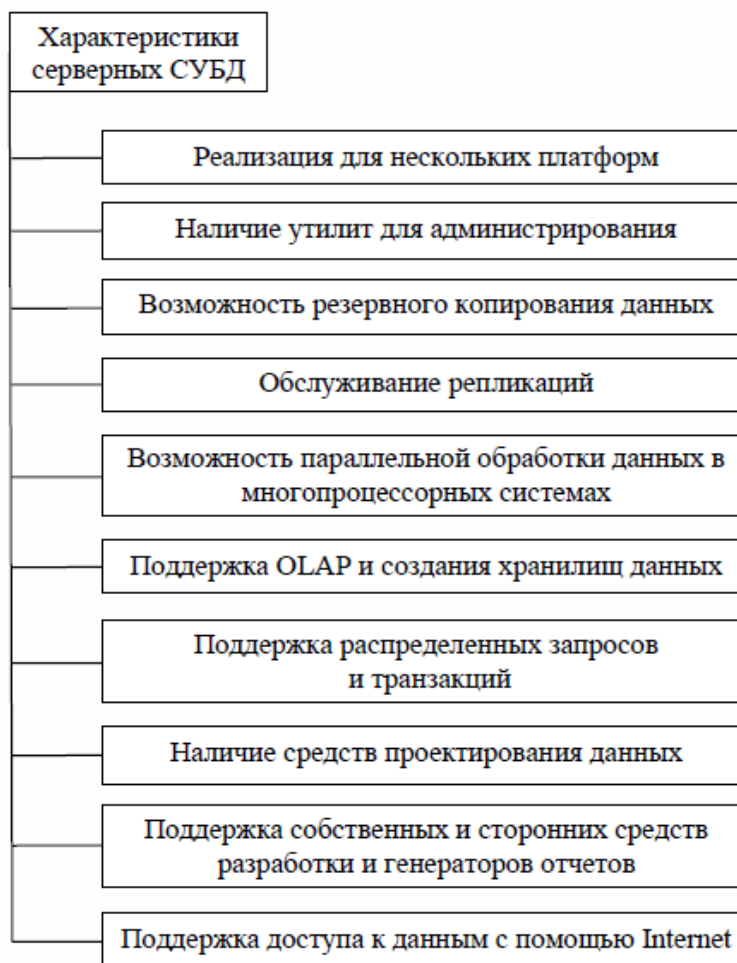 Характеристики
серверных СУБД
Реализация для нескольких платформ
Наличие утилит для администрирования
Возможность резервного копирования данных
Обслуживание репликаций
Возможность параллельной обработки данных в
многопроцессорных системах
Поддержка OLAP и создания хранилищ данных
Поддержка распределенных запросов
и транзакций
Наличие средств проектирования данных
Поддержка собственных и сторонних средств
разработки и генераторов отчетов
Поддержка доступа к данным с помощью Internet